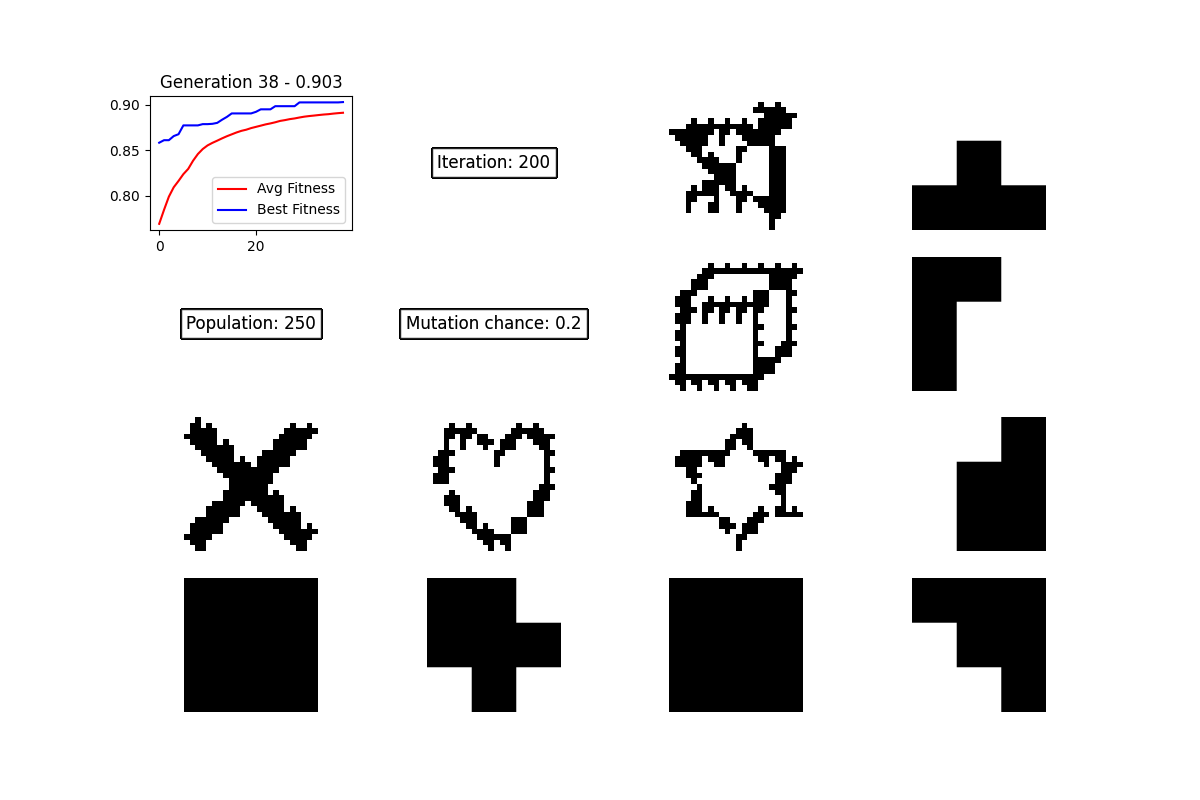 Generation 38 - 0.903
0.90
0.85
0.80
Avg Fitness
Best Fitness
0
20
Iteration: 200
Population: 250
Mutation chance: 0.2